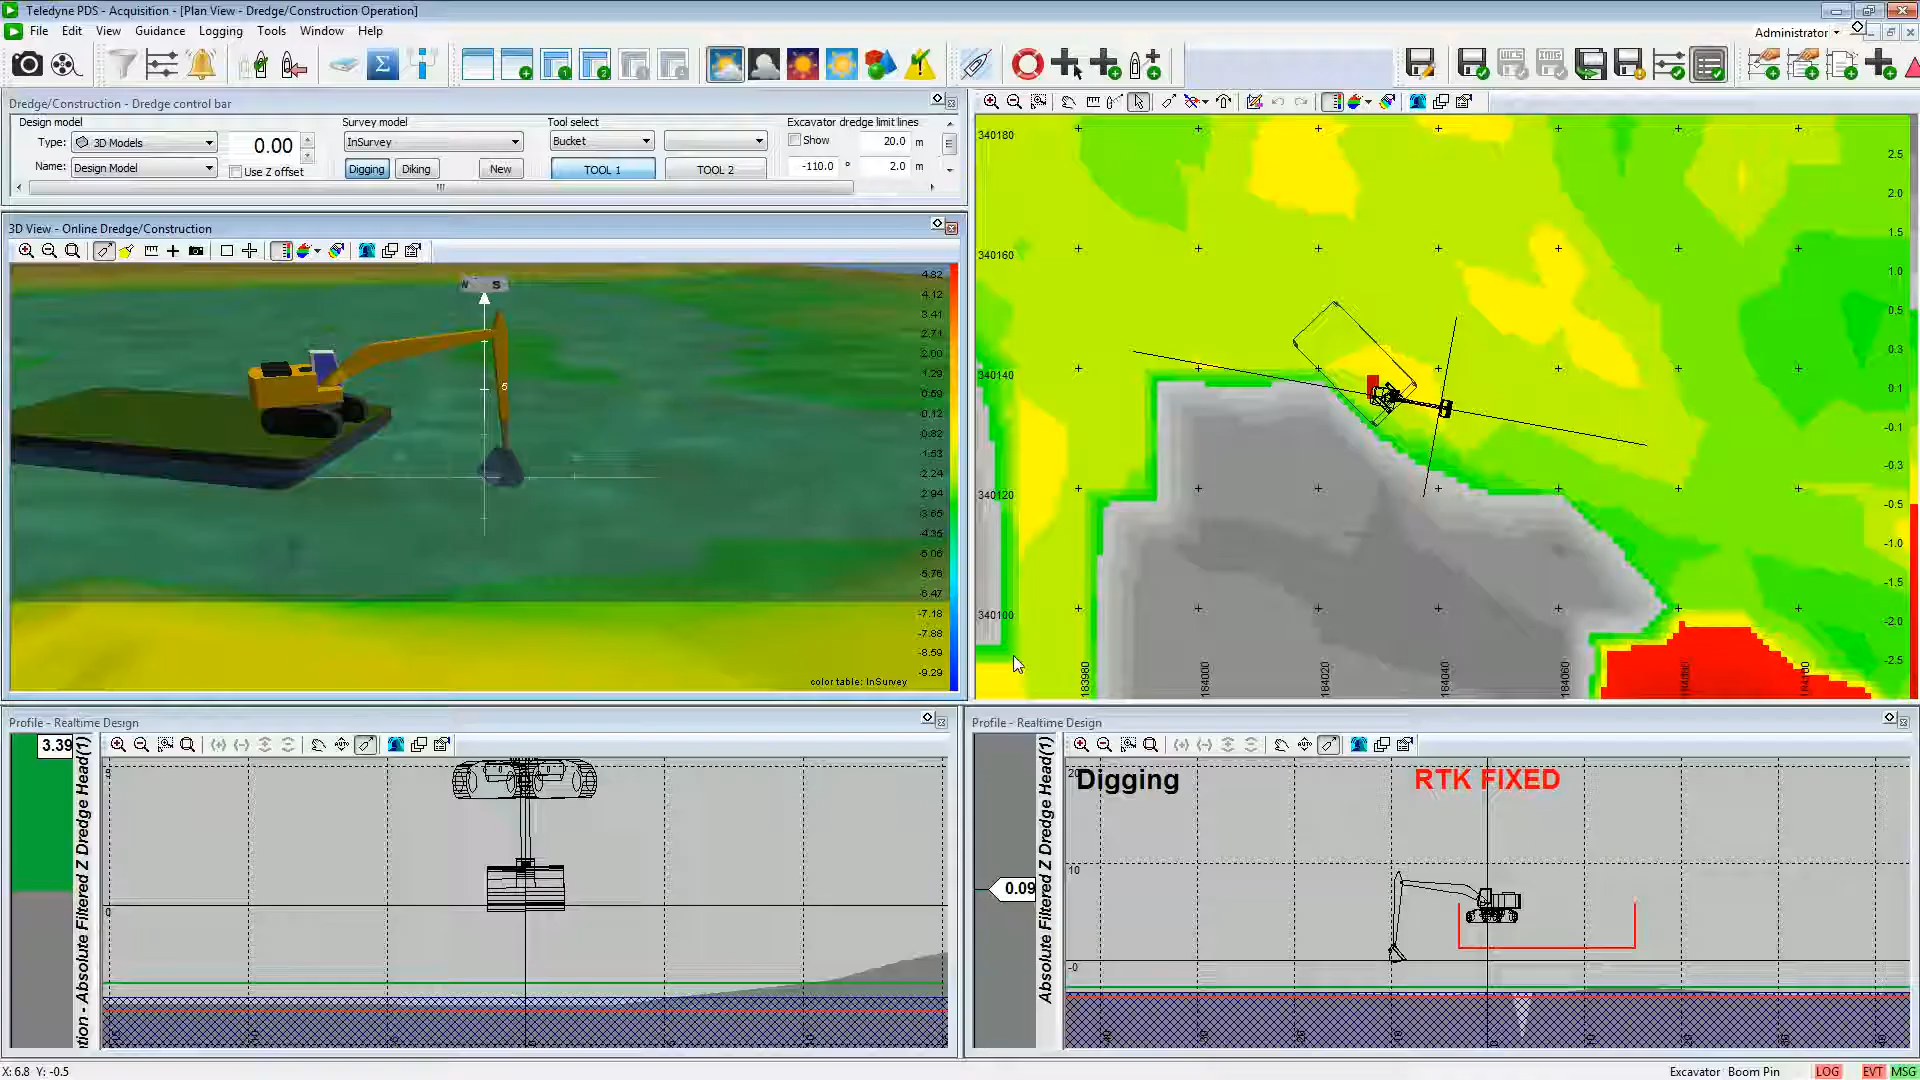 Teledyne PDS - Acquisition - [Plan View - Dredge/Construction Operation]
File Edit View Guidance Logging Tools Window Help
Administrator
Dredge/Construction - Dredge control bar
Design model
Survey model
Tool select
Excavator dredge limit lines
Type: 3D Models
0.00
InSurvey
Bucket
Show
20.0 m
Name: Design Model
Use Z offset
Digging
Diking
New
TOOL 1
TOOL 2
-110.0 °
2.0 m
3D View - Online Dredge/Construction
N S
5
4.82
4.12
3.41
2.71
2.00
1.29
0.59
-0.12
-0.82
-1.53
-2.24
-2.94
-3.65
-4.35
-5.06
-5.76
-6.47
-7.18
-7.88
-8.59
-9.29
color table: InSurvey
340180
340160
340140
340120
340100
183980
184000
184020
184040
184060
2.5
2.0
1.5
1.0
0.5
0.3
0.1
-0.1
-0.3
-0.5
-1.0
-1.5
-2.0
-2.5
Profile - Realtime Design
3.39
tion - Absolute Filtered Z Dredge Head(1)
0
Profile - Realtime Design
Digging
RTK FIXED
0.09
Absolute Filtered Z Dredge Head(1)
10
-0
X: 6.8 Y: -0.5
Excavator Boom Pin
LOG
EVT
MSG